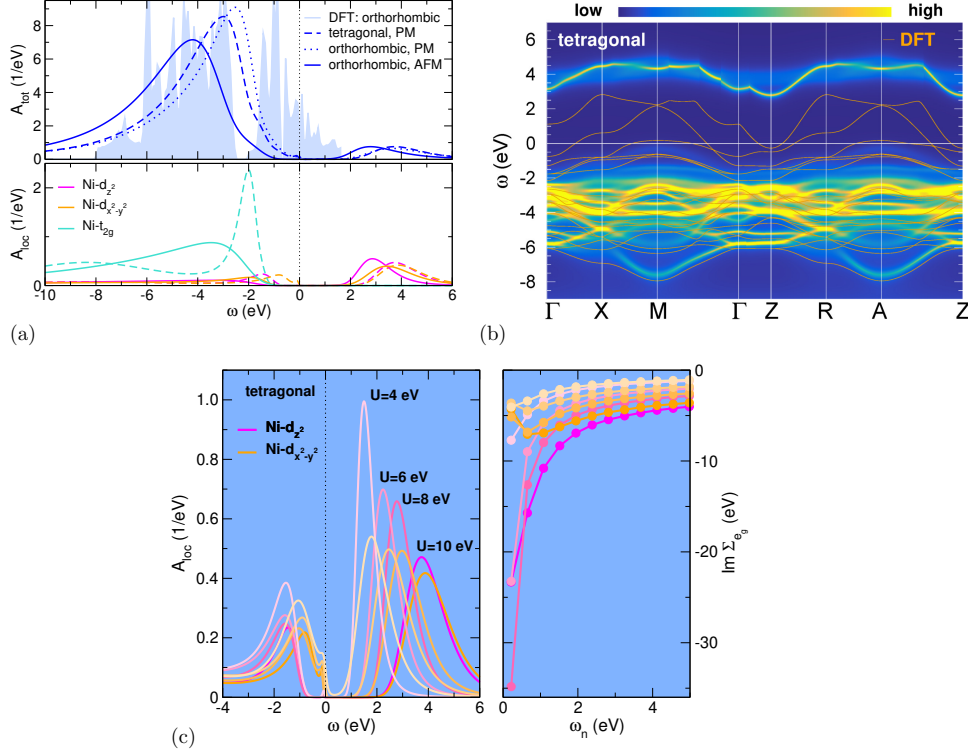 8
6
4
2
0
A_tot (1/eV)
DFT: orthorhombic
tetragonal, PM
orthorhombic, PM
orthorhombic, AFM
2
1
0
A_loc (1/eV)
Ni-d_z²
Ni-d_x²-y²
Ni-t_2g
-10 -8 -6 -4 -2 0 2 4 6
ω (eV)
(a)
low high
tetragonal DFT
6
4
2
0
-2
-4
-6
-8
ω (eV)
Γ X M Γ Z R A Z
(b)
1.0
0.8
0.6
0.4
0.2
0
A_loc (1/eV)
tetragonal
Ni-d_z²
Ni-d_x²-y²
U=4 eV
U=6 eV
U=8 eV
U=10 eV
-4 -2 0 2 4 6
ω (eV)
0
-10
-20
-30
Im Σ_e_g (eV)
0 2 4
ω_n (eV)
(c)